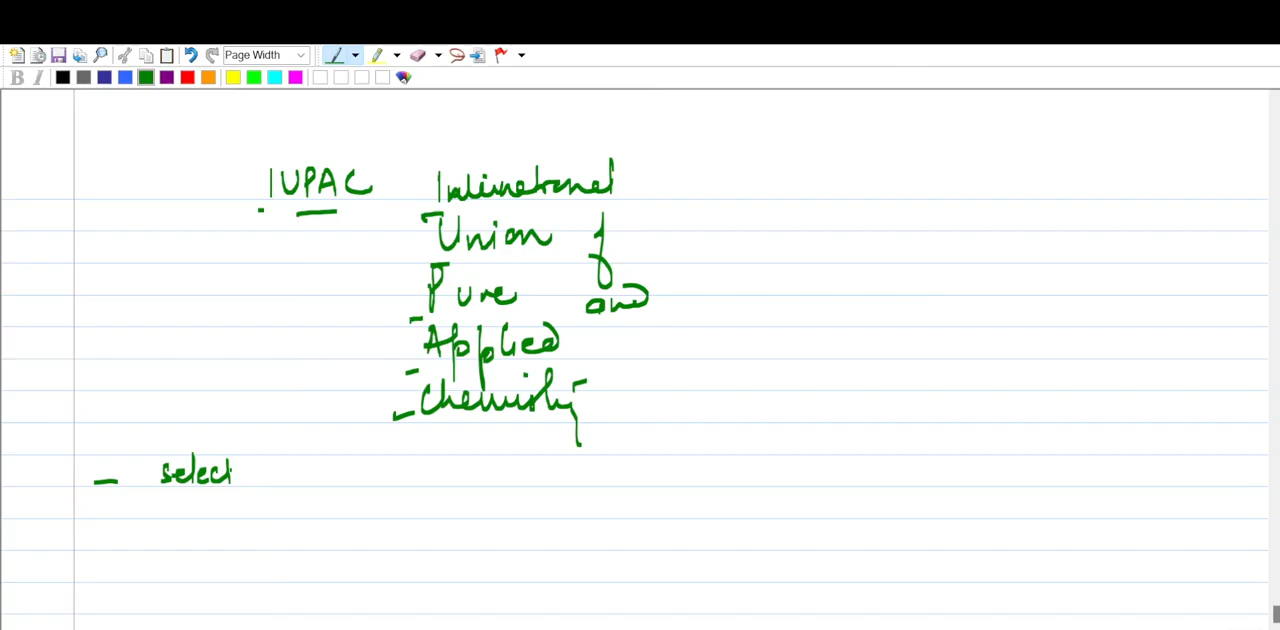 Page Width
B I
IUPAC International
Union of
Pure and
Applied
Chemistry
– select